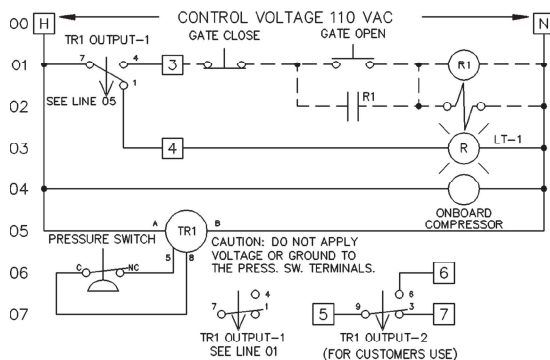 00 H CONTROL VOLTAGE 110 VAC N
TR1 OUTPUT-1 GATE CLOSE GATE OPEN
01 7 4 3 R1
1
SEE LINE 05
02 R1
03 4 R LT-1
04
ONBOARD
COMPRESSOR
05 A TR1 B
PRESSURE SWITCH 5 8
CAUTION: DO NOT APPLY
VOLTAGE OR GROUND TO
THE PRESS. SW. TERMINALS.
06 C NC 6
4 6
07 7 1 5 9 3 7
TR1 OUTPUT-1
SEE LINE 01
TR1 OUTPUT-2
(FOR CUSTOMERS USE)